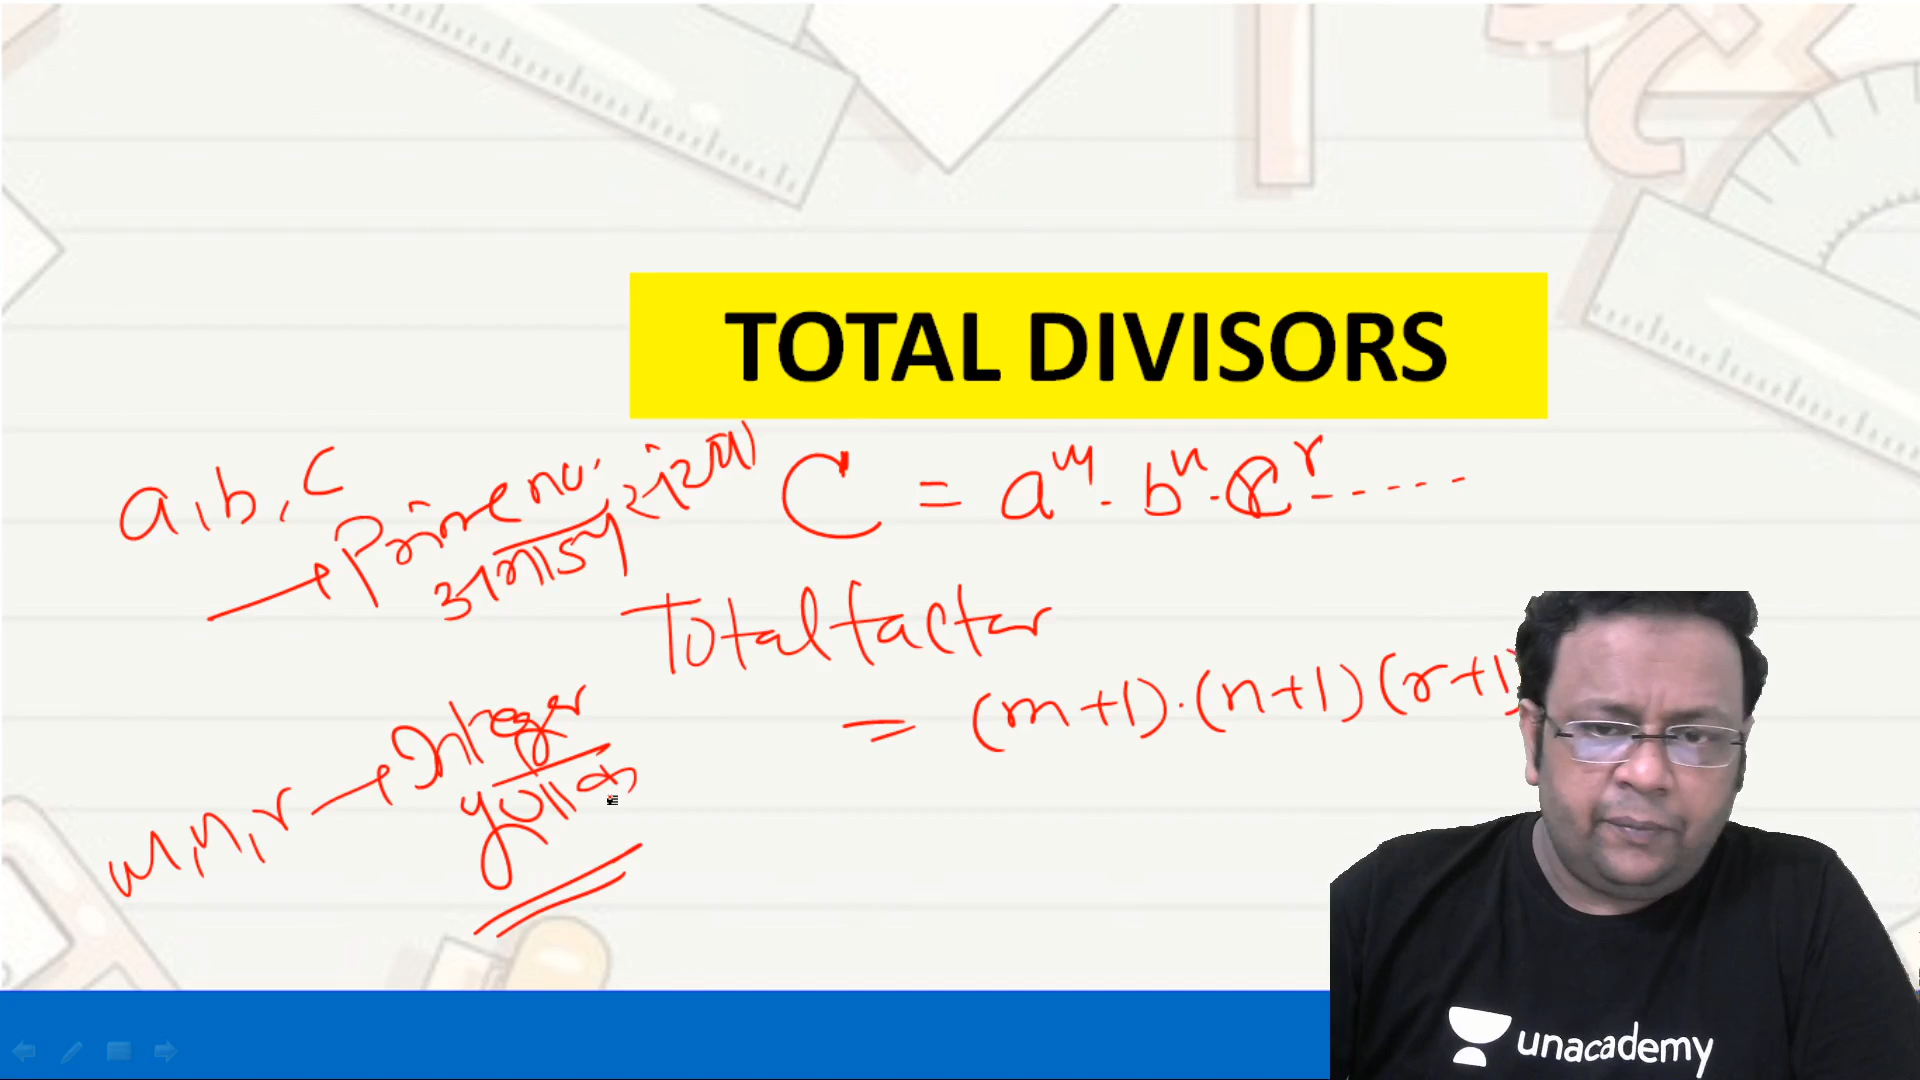 TOTAL DIVISORS
a, b, c
→ Prime no.
अभाज्य संख्या
C = a^m . b^n . c^r ......
Total factor
= (m+1).(n+1)(r+1)
m, n, r → Integer
पूर्णांक
unacademy